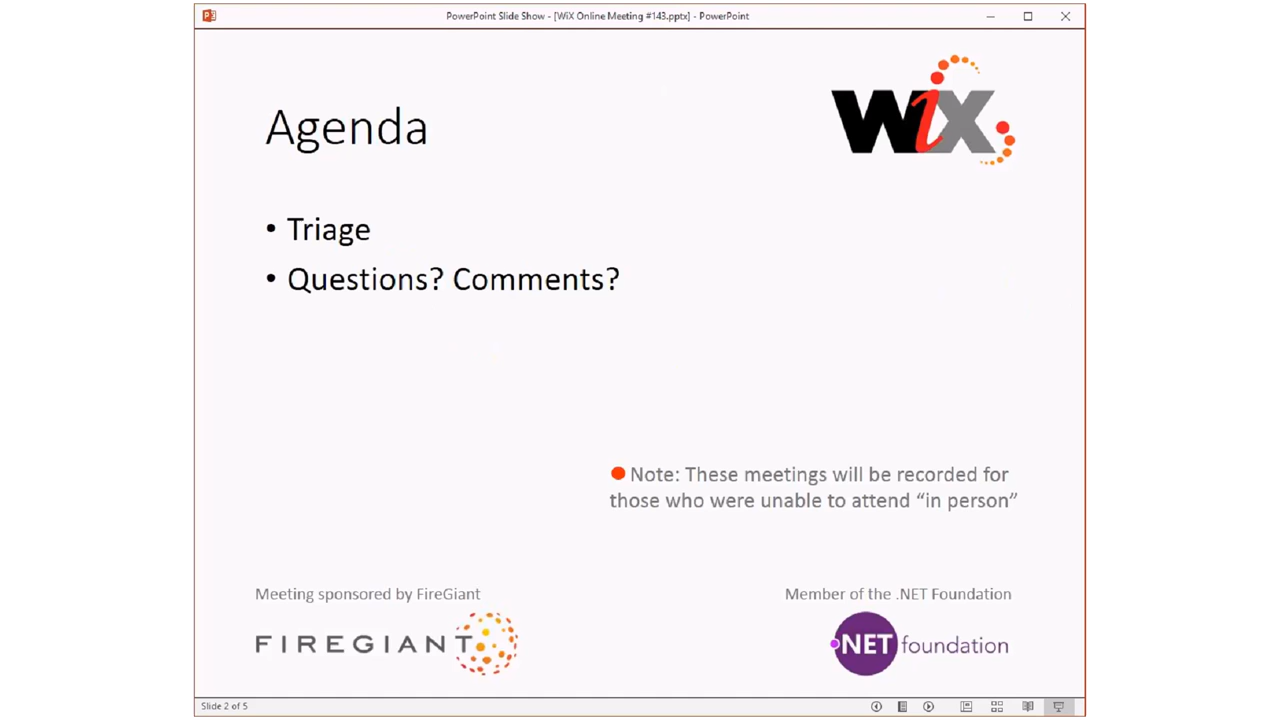 PowerPoint Slide Show - [WiX Online Meeting #143.pptx] - PowerPoint
WiX
Agenda
• Triage
• Questions? Comments?
Note: These meetings will be recorded for
those who were unable to attend “in person”
Meeting sponsored by FireGiant
FIREGIANT
Member of the .NET Foundation
.NET foundation
Slide 2 of 5